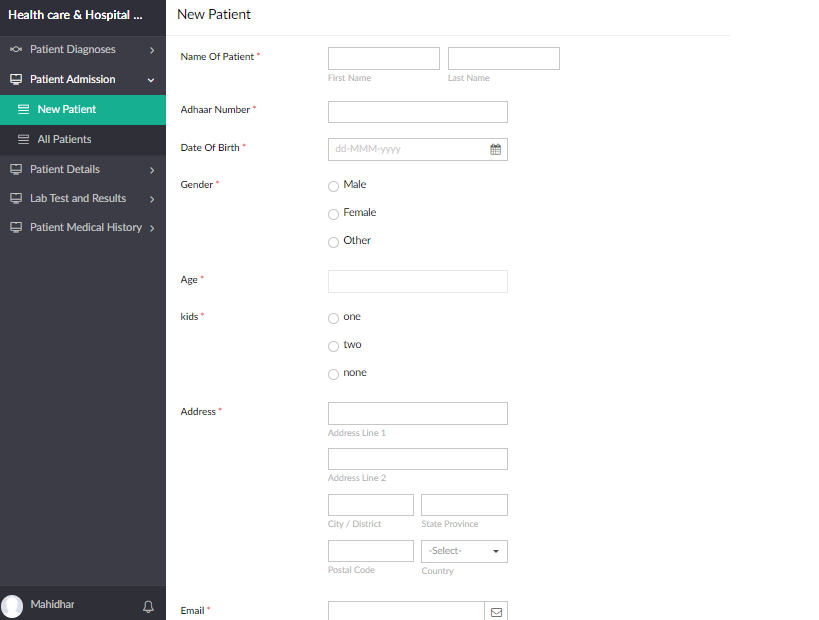 Health care & Hospital ...
Patient Diagnoses
Patient Admission
New Patient
All Patients
Patient Details
Lab Test and Results
Patient Medical History
Mahidhar
New Patient
Name Of Patient *
First Name
Last Name
Adhaar Number *
Date Of Birth *
dd-MMM-yyyy
Gender *
Male
Female
Other
Age *
kids *
one
two
none
Address *
Address Line 1
Address Line 2
City / District
State Province
-Select-
Postal Code
Country
Email *